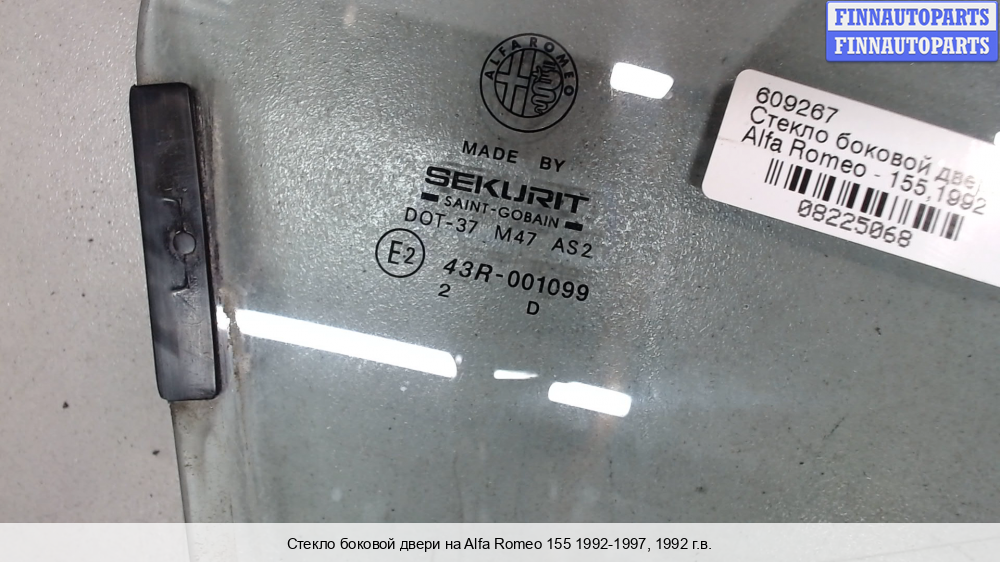 FINNAUTOPARTS
FINNAUTOPARTS
ALFA ROMEO
MADE BY
SEKURIT
SAINT-GOBAIN
DOT-37 M47 AS2
E2 43R-001099
2 D
609267
Стекло боковой две
Alfa Romeo - 155,1992
08225068
Стекло боковой двери на Alfa Romeo 155 1992-1997, 1992 г.в.